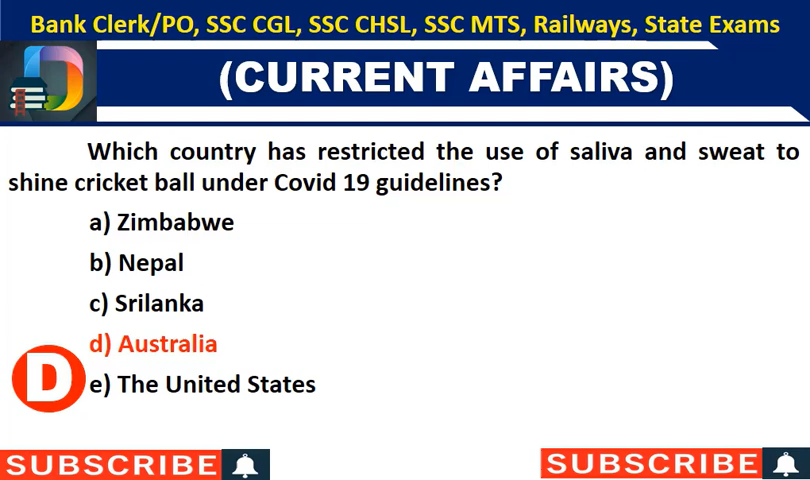 Bank Clerk/PO, SSC CGL, SSC CHSL, SSC MTS, Railways, State Exams
(CURRENT AFFAIRS)
Which country has restricted the use of saliva and sweat to
shine cricket ball under Covid 19 guidelines?
a) Zimbabwe
b) Nepal
c) Srilanka
d) Australia
D
e) The United States
SUBSCRIBE
SUBSCRIBE